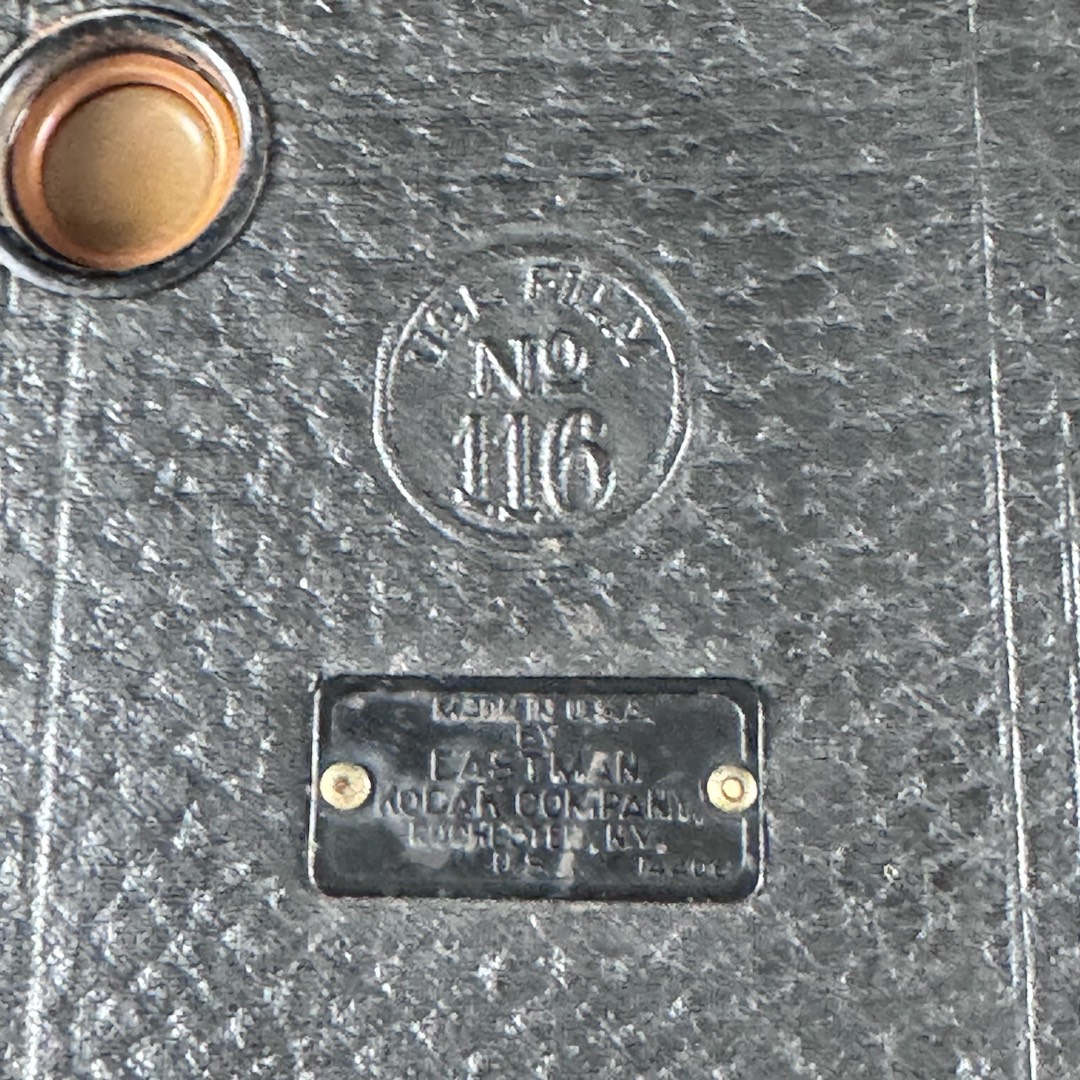 USE FILM
Nº
116
MADE IN U.S.A.
BY
EASTMAN
KODAK COMPANY,
ROCHESTER, N.Y.
U.S.A.